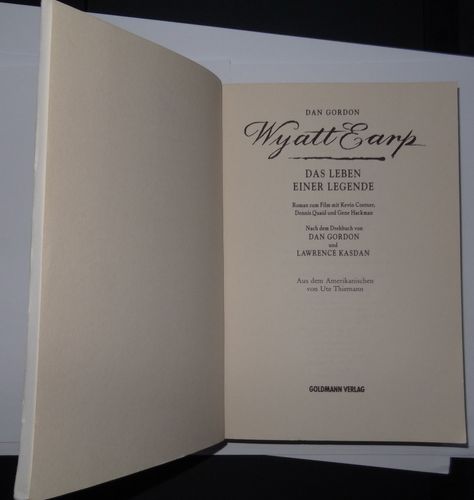 DAN GORDON
Wyatt Earp
DAS LEBEN
EINER LEGENDE
Roman zum Film mit Kevin Costner,
Dennis Quaid und Gene Hackman
Nach dem Drehbuch von
DAN GORDON
und
LAWRENCE KASDAN
Aus dem Amerikanischen
von Ute Thiemann
GOLDMANN VERLAG